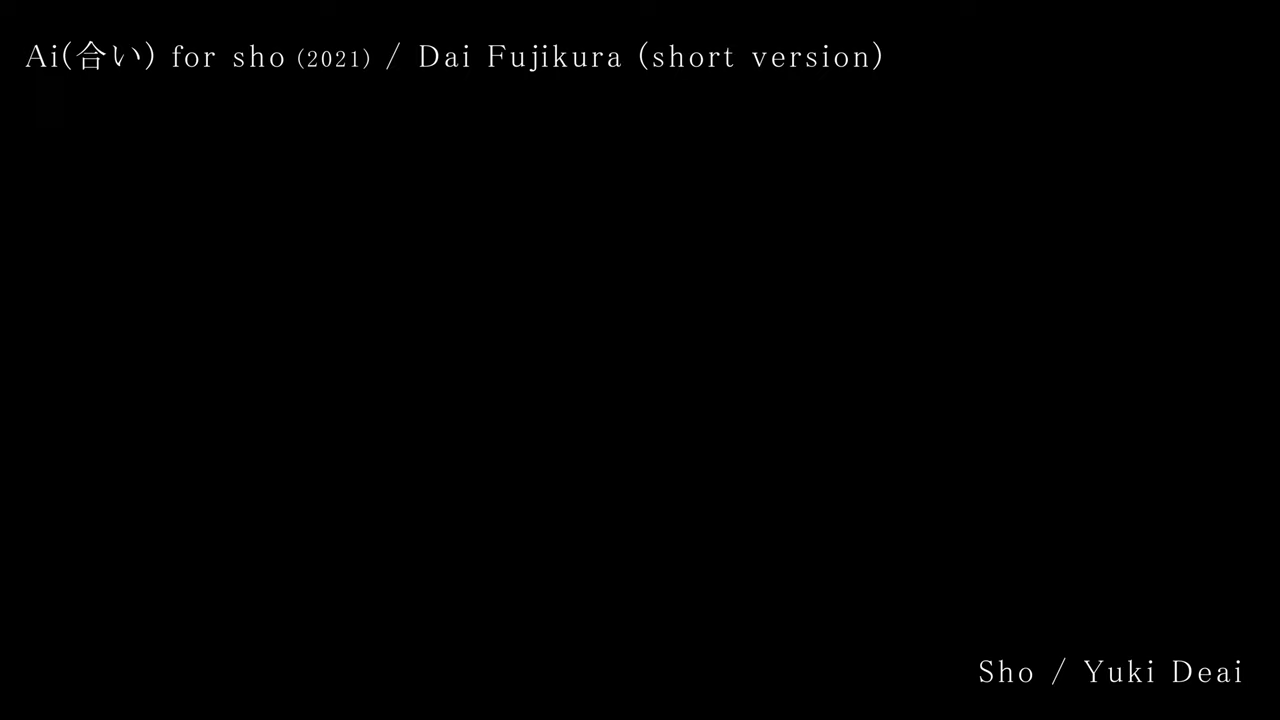 Ai(合い) for sho (2021) / Dai Fujikura (short version)
Sho / Yuki Deai